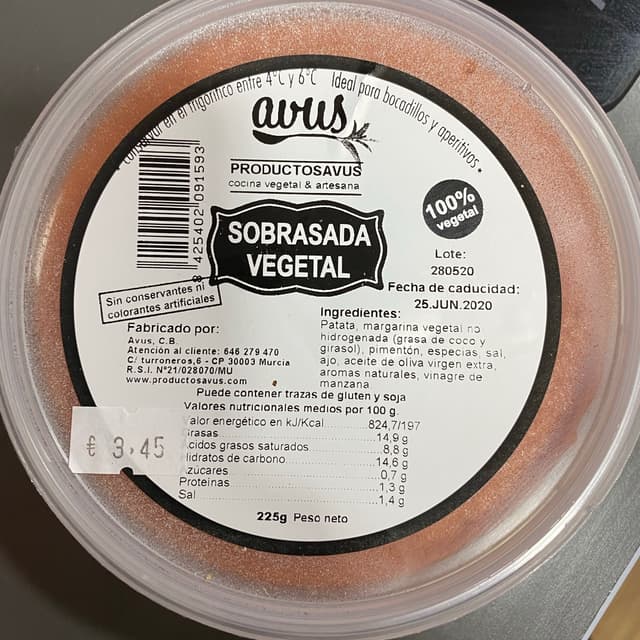 Conservar en el frigorífico entre 4ºC y 6ºC Ideal para bocadillos y aperitivos •
avus
PRODUCTOSAVUS
cocina vegetal & artesana
8 425402 091593
100%
vegetal
SOBRASADA
VEGETAL
Lote:
280520
Fecha de caducidad:
25.JUN.2020
Sin conservantes ni
colorantes artificiales
Fabricado por:
Avus, C.B.
Atención al cliente: 646 279 470
C/ turroneros,6 - CP 30003 Murcia
R.S.I. Nº21/028070/MU
www.productosavus.com
Ingredientes:
Patata, margarina vegetal no
hidrogenada (grasa de coco y
girasol), pimentón, especias, sal,
ajo, aceite de oliva virgen extra,
aromas naturales, vinagre de
manzana
Puede contener trazas de gluten y soja
Valores nutricionales medios por 100 g.
Valor energético en kJ/Kcal 824,7/197
Grasas 14,9 g
Ácidos grasos saturados 8,8 g
Hidratos de carbono 14,6 g
Azúcares 0,7 g
Proteinas 1,3 g
Sal 1,4 g
225g Peso neto
€ 3,45